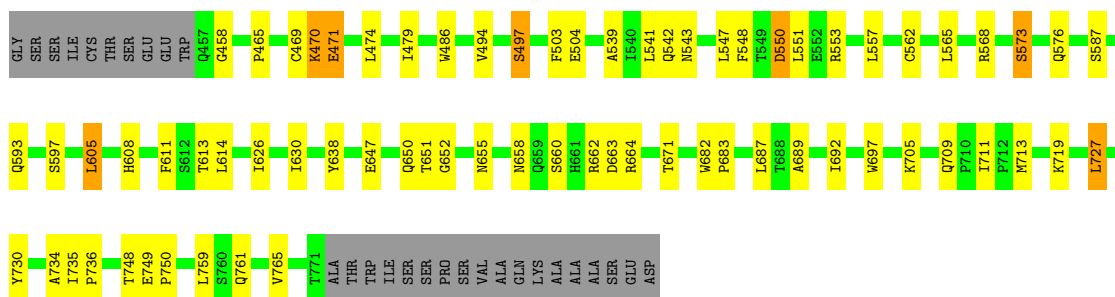 GLY SER SER ILE CYS THR SER GLU GLU TRP Q457 G458 P465 C469 K470 E471 L474 I479 W486 V494 S497 F503 E504 A539 I540 L541 Q542 N543 L547 F548 T549 D550 L551 E552 R553 L557 C562 L565 R568 S573 Q576 S587
Q593 S597 L605 H608 F611 S612 T613 L614 I626 I630 Y638 E647 Q650 T651 G652 N655 N658 Q659 S660 H661 R662 D663 R664 T671 W682 P683 L687 T688 A689 I692 W697 K705 Q709 P710 I711 P712 M713 K719 L727
Y730 A734 I735 P736 T748 E749 P750 L759 S760 Q761 V765 T771 ALA THR TRP ILE SER SER PRO SER VAL ALA GLN LYS ALA ALA ALA SER GLU ASP